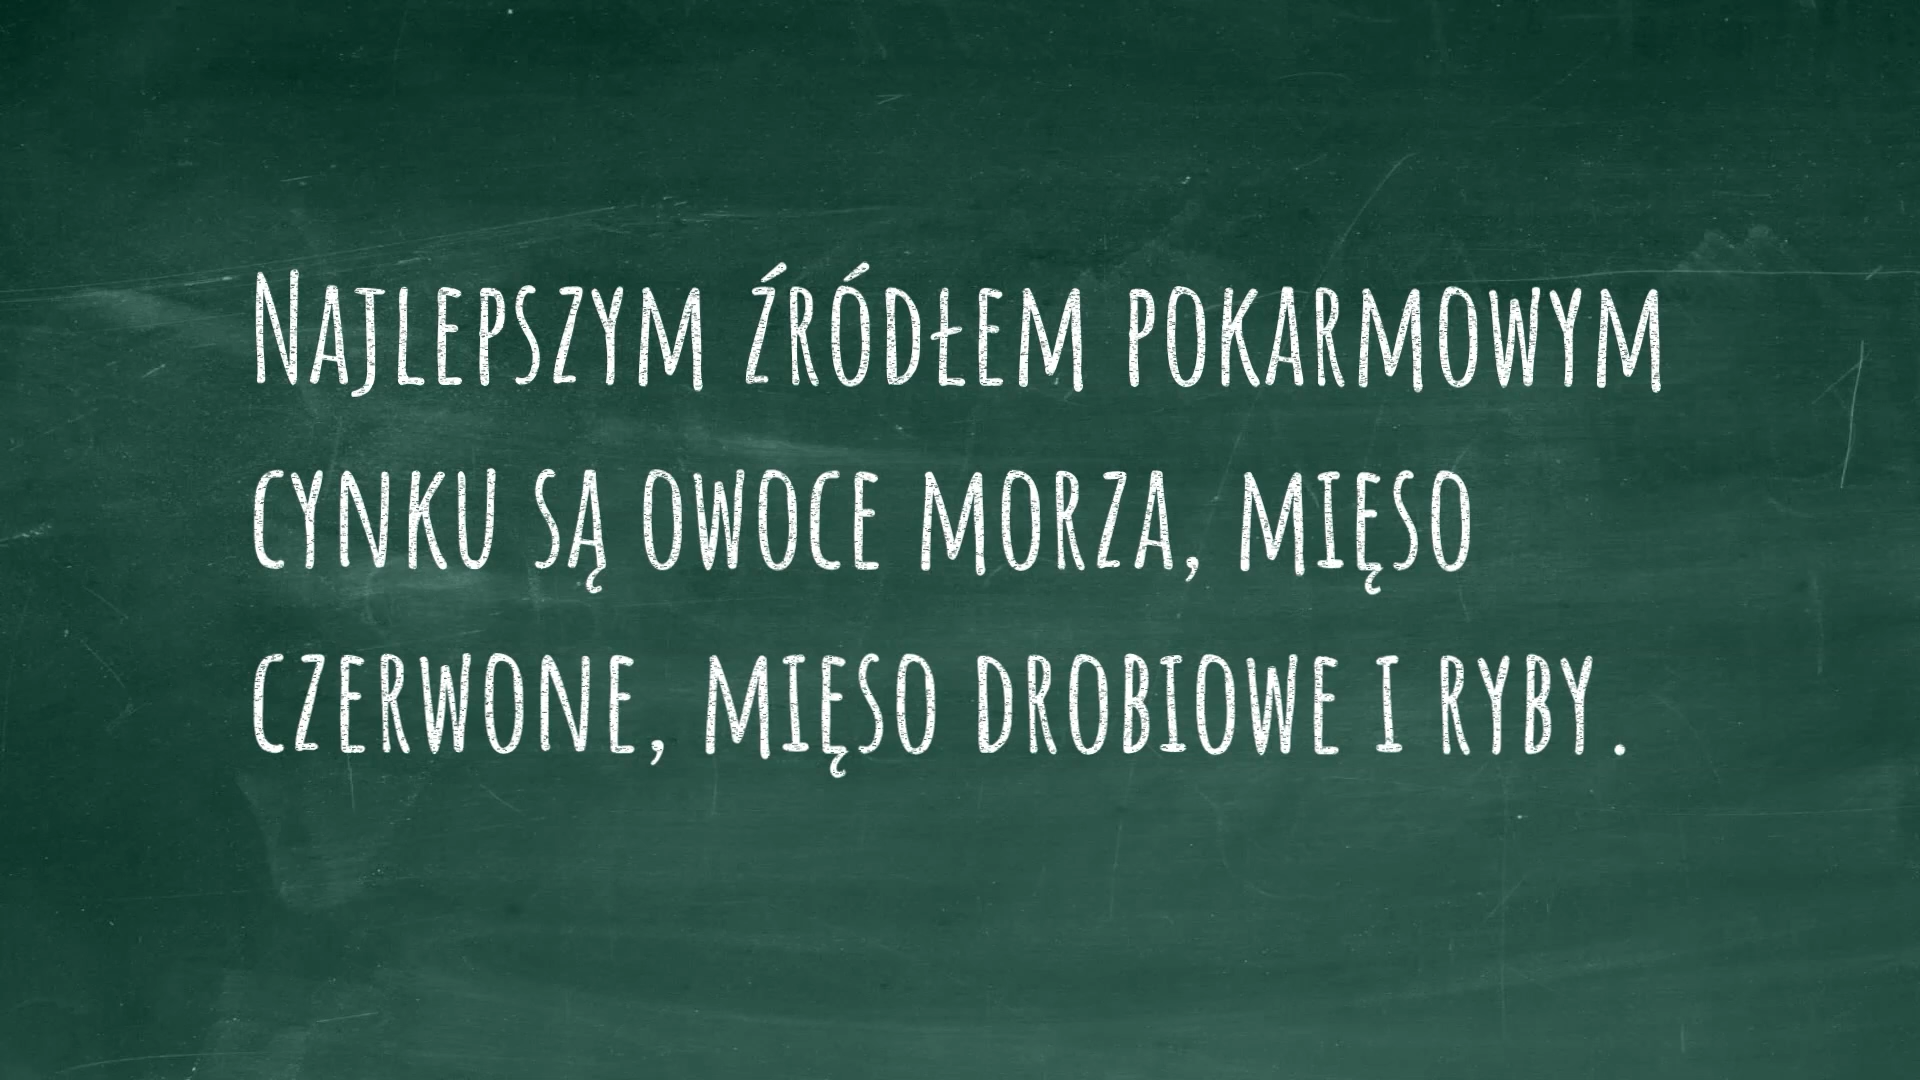 Najlepszym źródłem pokarmowym
cynku są owoce morza, mięso
czerwone, mięso drobiowe i ryby.